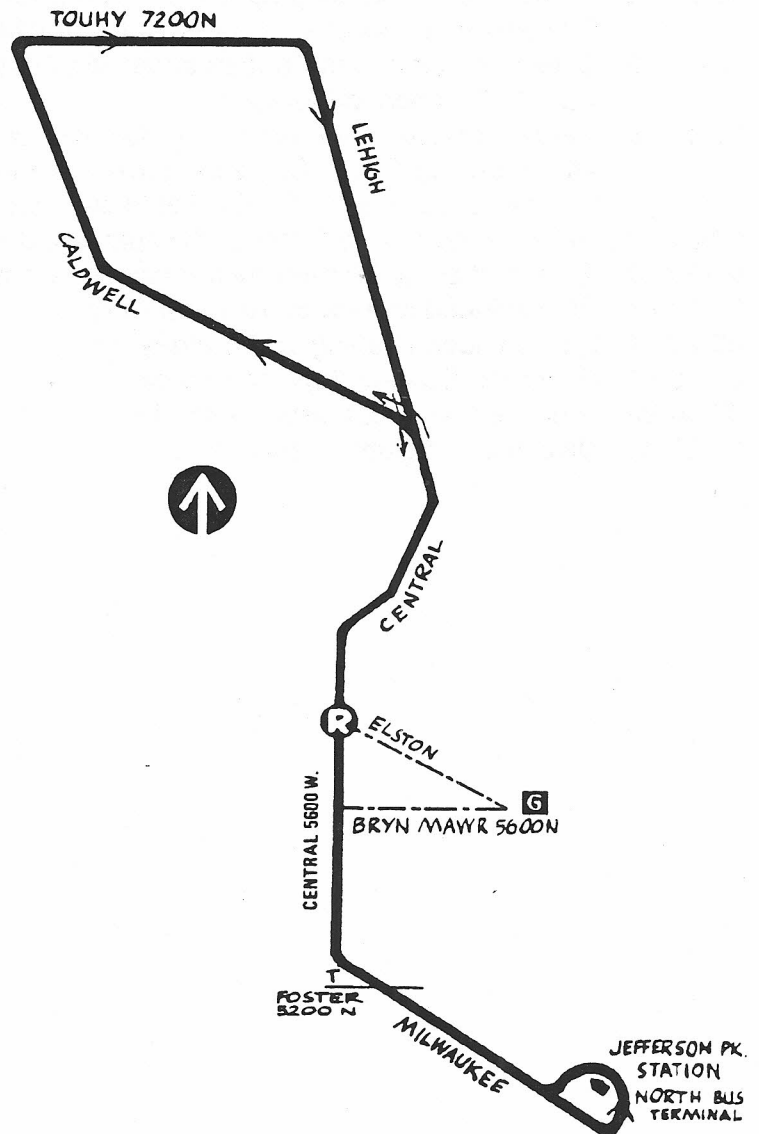 TOUHY 7200N
LEHIGH
CALDWELL
CENTRAL
R
ELSTON
G
BRYN MAWR 5600N
CENTRAL 5600 W.
T
FOSTER
5200 N
MILWAUKEE
JEFFERSON PK.
STATION
NORTH BUS
TERMINAL